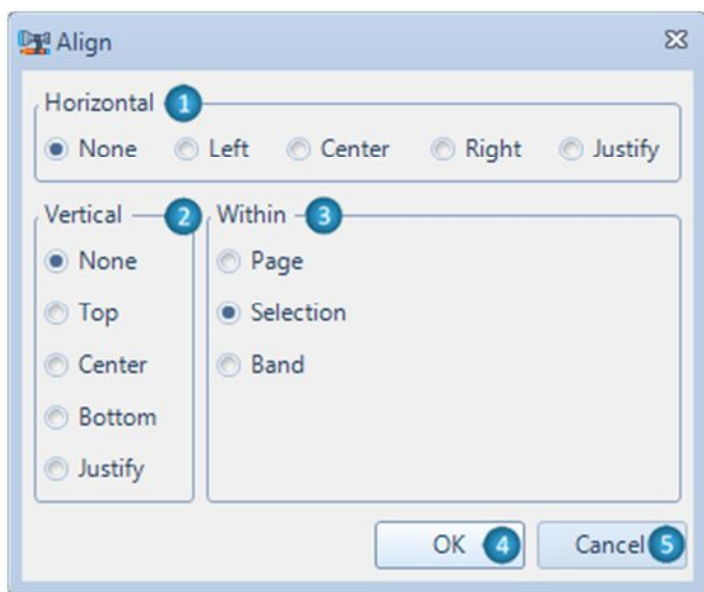 Align
Horizontal 1
None Left Center Right Justify
Vertical 2
None
Top
Center
Bottom
Justify
Within 3
Page
Selection
Band
OK 4 Cancel 5